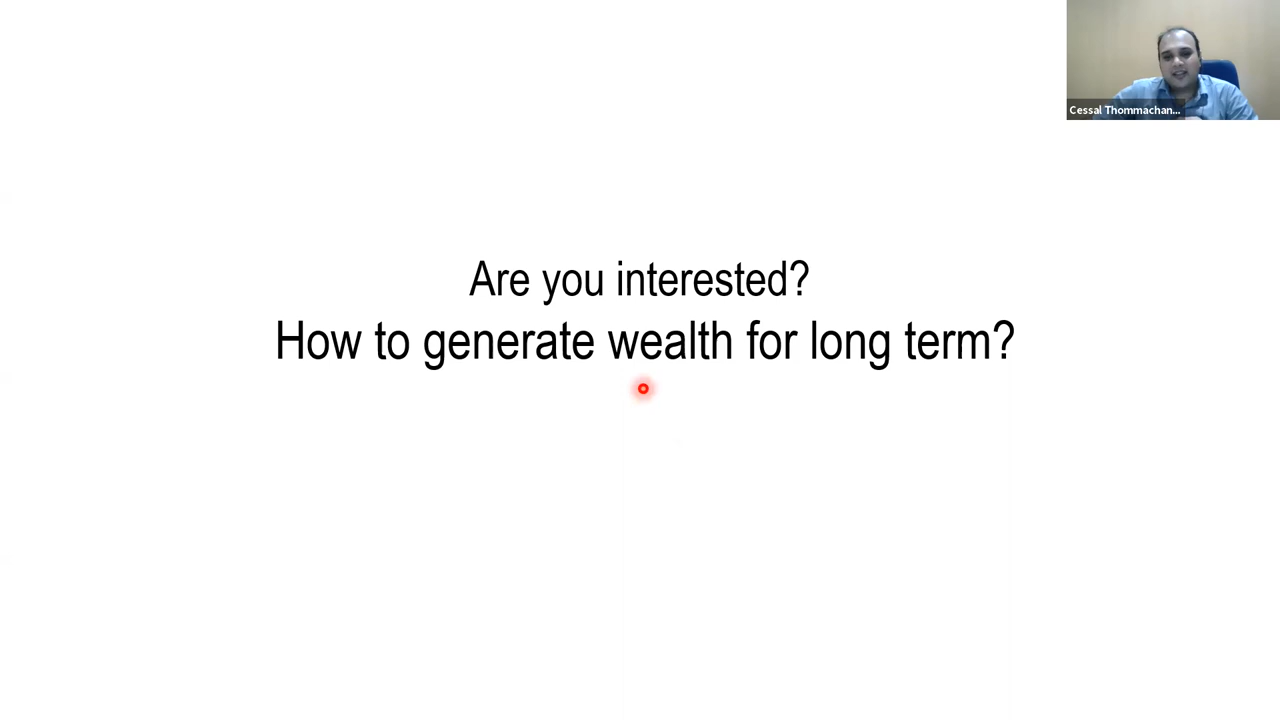 Cessal Thommachan...
Are you interested?
How to generate wealth for long term?